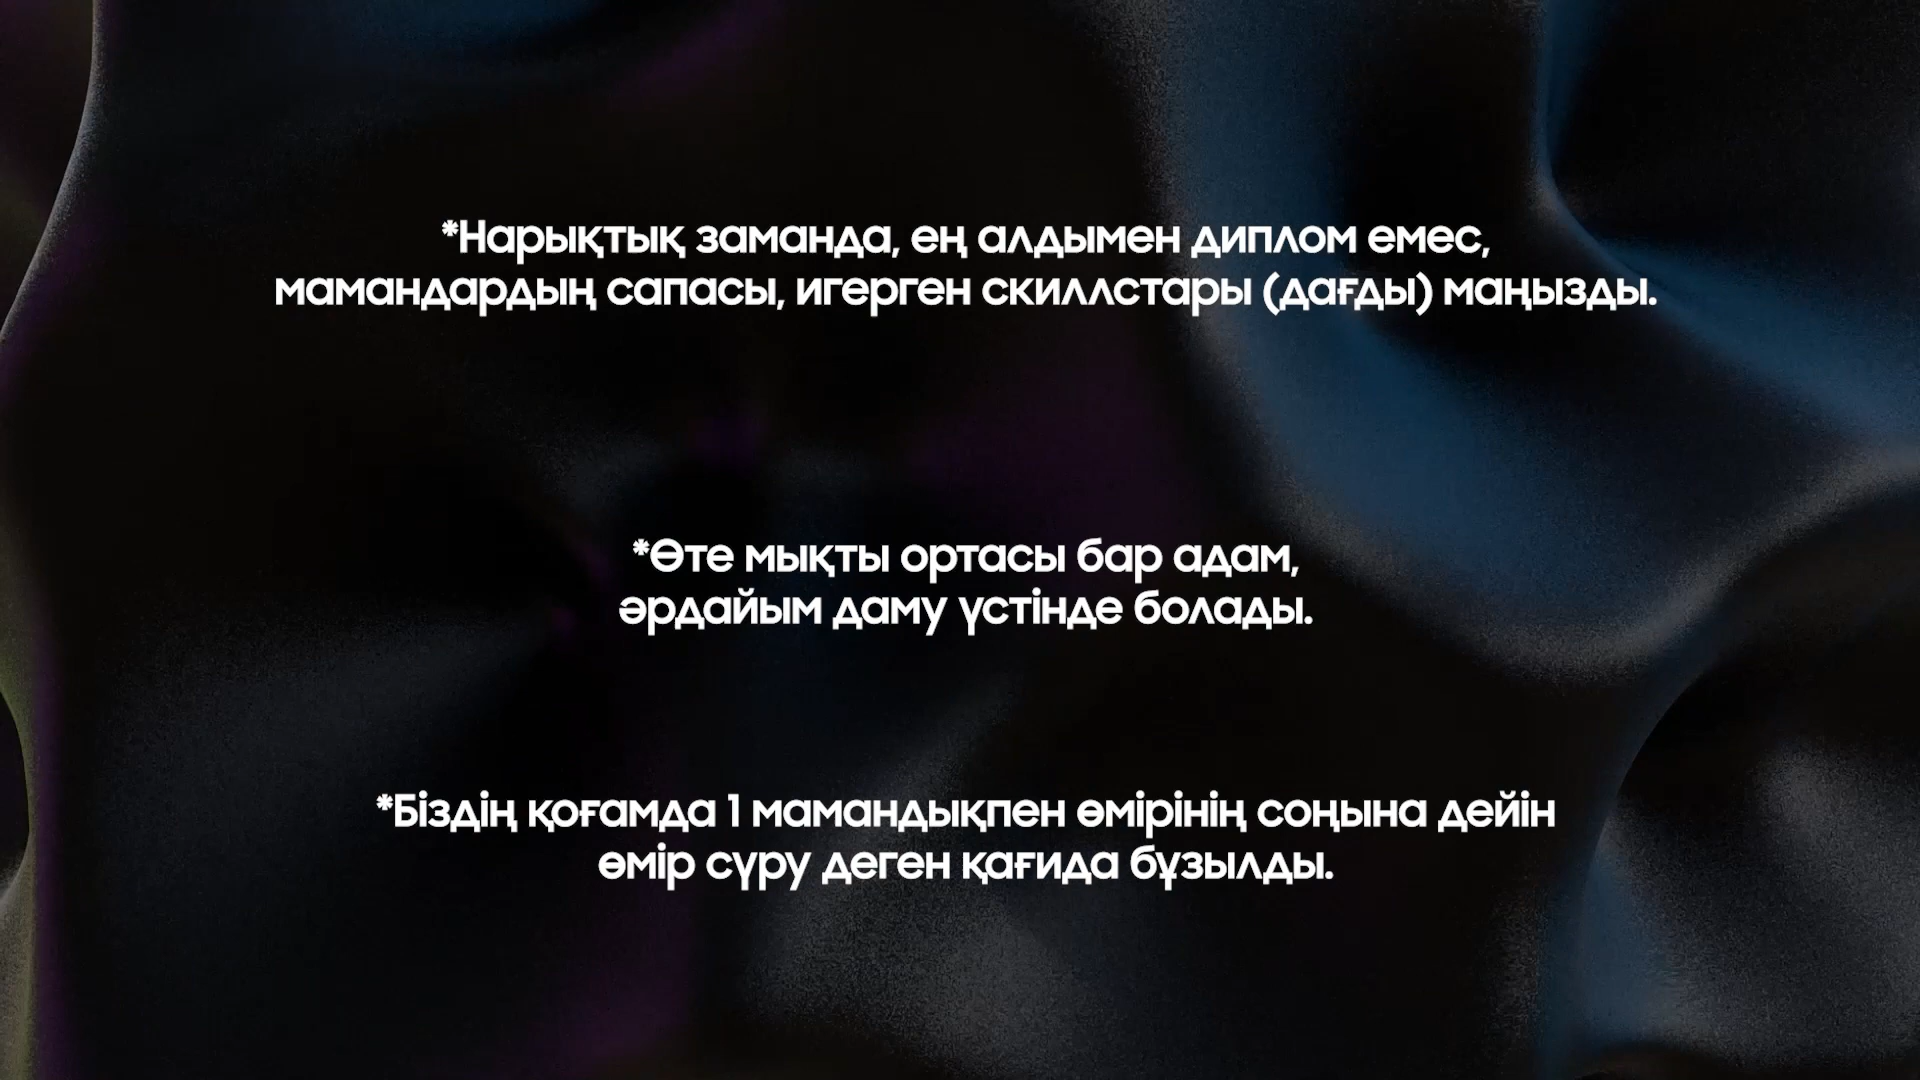 *Нарықтық заманда, ең алдымен диплом емес,
мамандардың сапасы, игерген скиллстары (дағды) маңызды.
*Өте мықты ортасы бар адам,
әрдайым даму үстінде болады.
*Біздің қоғамда 1 мамандықпен өмірінің соңына дейін
өмір сүру деген қағида бұзылды.